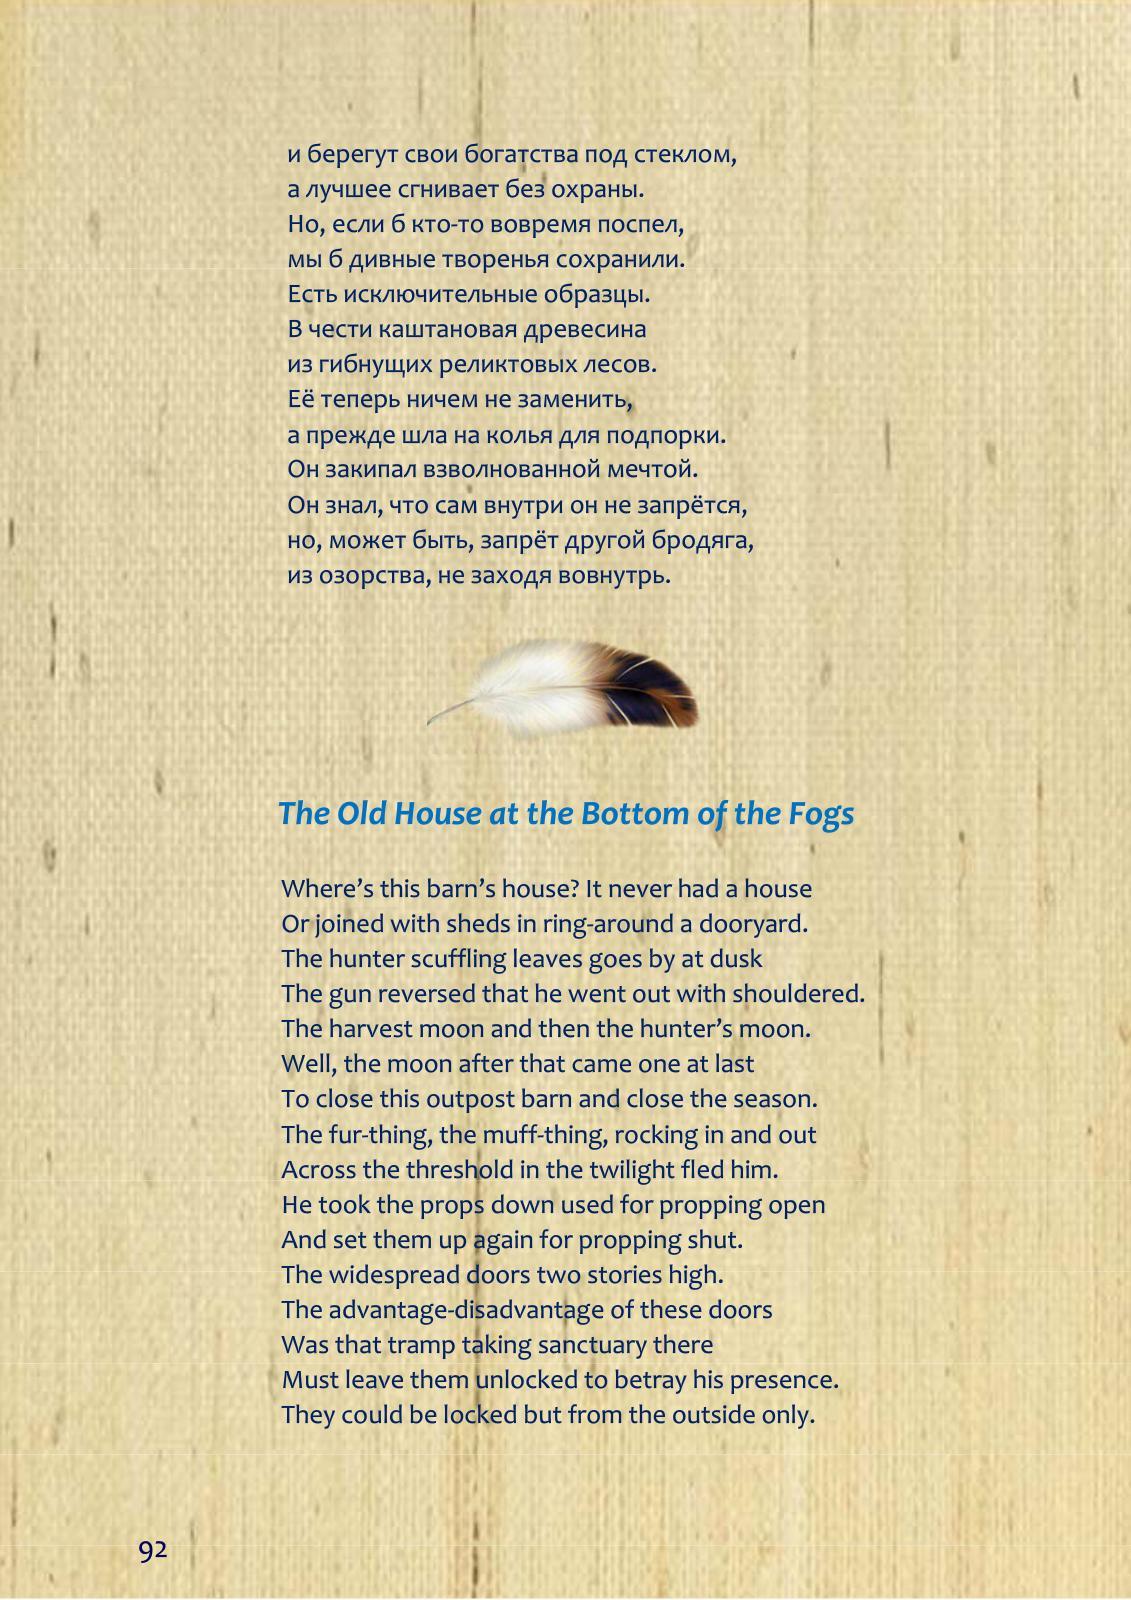 и берегут свои богатства под стеклом,
а лучшее сгнивает без охраны.
Но, если б кто-то вовремя поспел,
мы б дивные творенья сохранили.
Есть исключительные образцы.
В чести каштановая древесина
из гибнущих реликтовых лесов.
Её теперь ничем не заменить,
а прежде шла на колья для подпорки.
Он закипал взволнованной мечтой.
Он знал, что сам внутри он не запрётся,
но, может быть, запрёт другой бродяга,
из озорства, не заходя вовнутрь.
The Old House at the Bottom of the Fogs
Where’s this barn’s house? It never had a house
Or joined with sheds in ring-around a dooryard.
The hunter scuffling leaves goes by at dusk
The gun reversed that he went out with shouldered.
The harvest moon and then the hunter’s moon.
Well, the moon after that came one at last
To close this outpost barn and close the season.
The fur-thing, the muff-thing, rocking in and out
Across the threshold in the twilight fled him.
He took the props down used for propping open
And set them up again for propping shut.
The widespread doors two stories high.
The advantage-disadvantage of these doors
Was that tramp taking sanctuary there
Must leave them unlocked to betray his presence.
They could be locked but from the outside only.
92